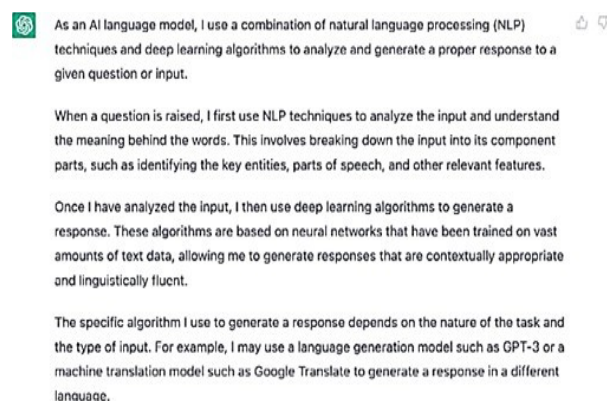 As an AI language model, I use a combination of natural language processing (NLP)
techniques and deep learning algorithms to analyze and generate a proper response to a
given question or input.
When a question is raised, I first use NLP techniques to analyze the input and understand
the meaning behind the words. This involves breaking down the input into its component
parts, such as identifying the key entities, parts of speech, and other relevant features.
Once I have analyzed the input, I then use deep learning algorithms to generate a
response. These algorithms are based on neural networks that have been trained on vast
amounts of text data, allowing me to generate responses that are contextually appropriate
and linguistically fluent.
The specific algorithm I use to generate a response depends on the nature of the task and
the type of input. For example, I may use a language generation model such as GPT-3 or a
machine translation model such as Google Translate to generate a response in a different
language.